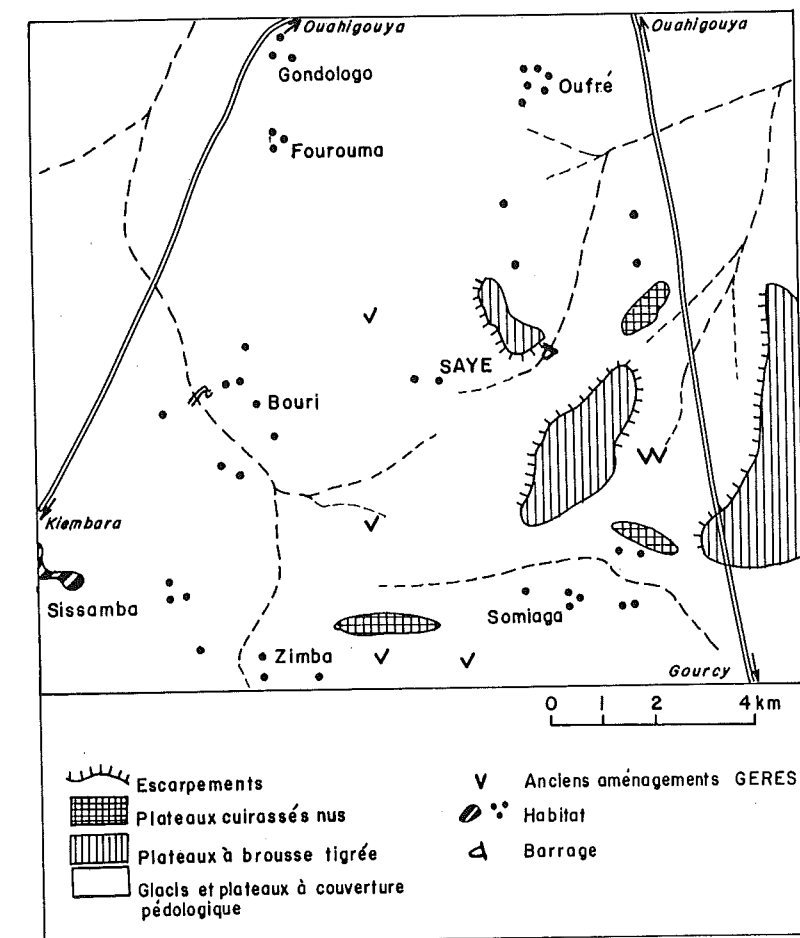 Ouahigouya
Ouahigouya
Gondologo
Oufré
Fourouma
SAYE
Bouri
Kiembara
Sissamba
Somiaga
Zimba
Gourcy
0 1 2 4 km
Escarpements
Plateaux cuirassés nus
Plateaux à brousse tigrée
Glacis et plateaux à couverture
pédologique
V Anciens aménagements GERES
Habitat
Barrage